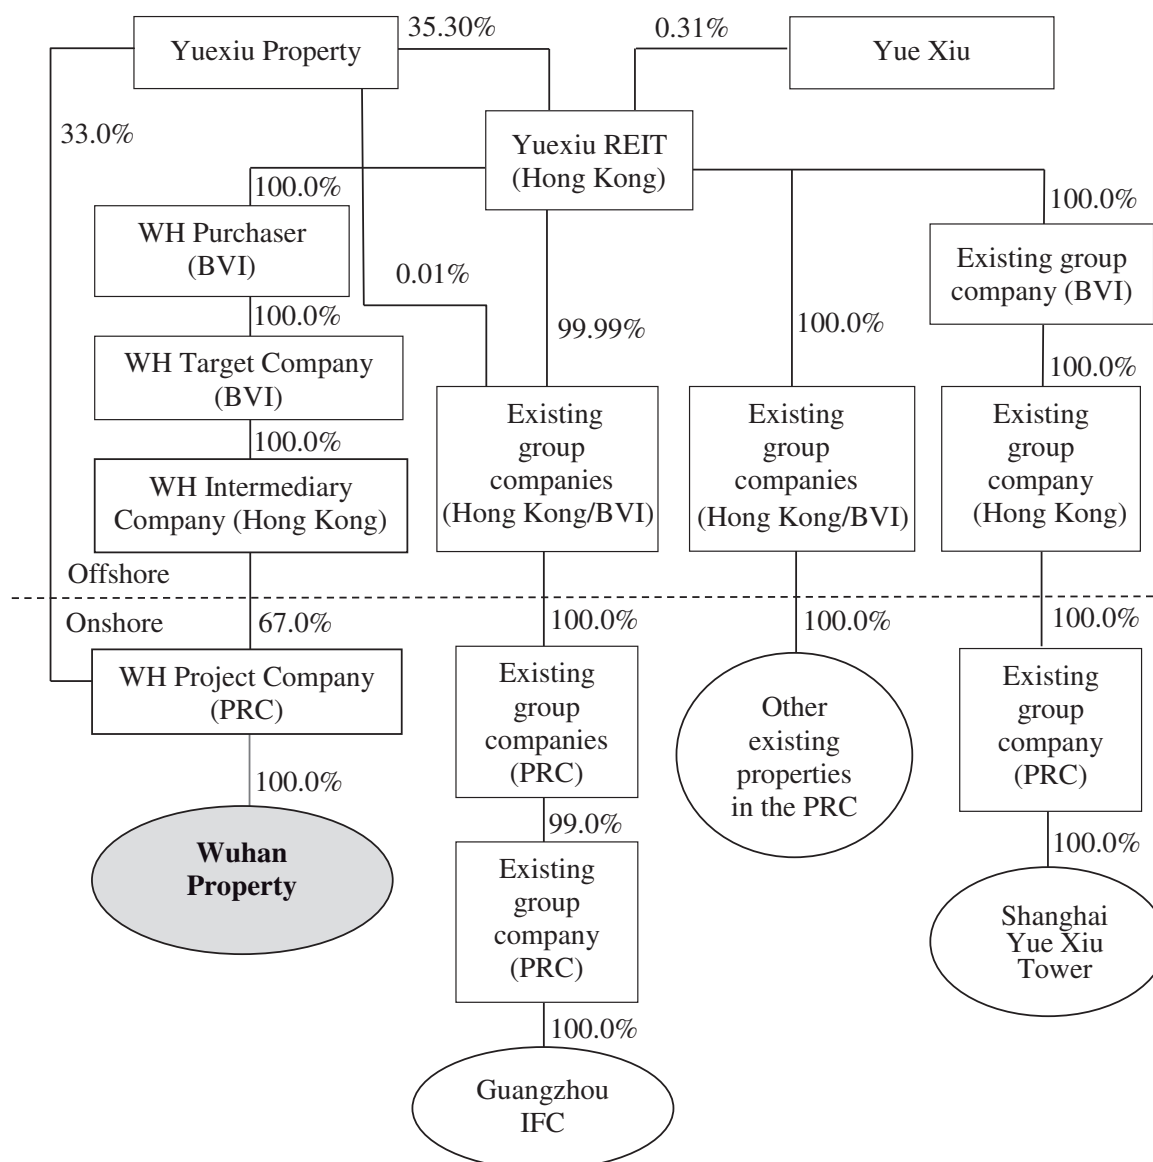 Yuexiu Property
35.30%
0.31%
Yue Xiu
33.0%
Yuexiu REIT
(Hong Kong)
100.0%
100.0%
WH Purchaser
(BVI)
0.01%
Existing group
company (BVI)
100.0%
99.99%
100.0%
100.0%
WH Target Company
(BVI)
100.0%
Existing
group
companies
(Hong Kong/BVI)
Existing
group
companies
(Hong Kong/BVI)
Existing
group
company
(Hong Kong)
WH Intermediary
Company (Hong Kong)
Offshore
Onshore
67.0%
100.0%
100.0%
100.0%
WH Project Company
(PRC)
Existing
group
companies
(PRC)
Other
existing
properties
in the PRC
Existing
group
company
(PRC)
100.0%
99.0%
100.0%
Wuhan
Property
Existing
group
company
(PRC)
Shanghai
Yue Xiu
Tower
100.0%
Guangzhou
IFC